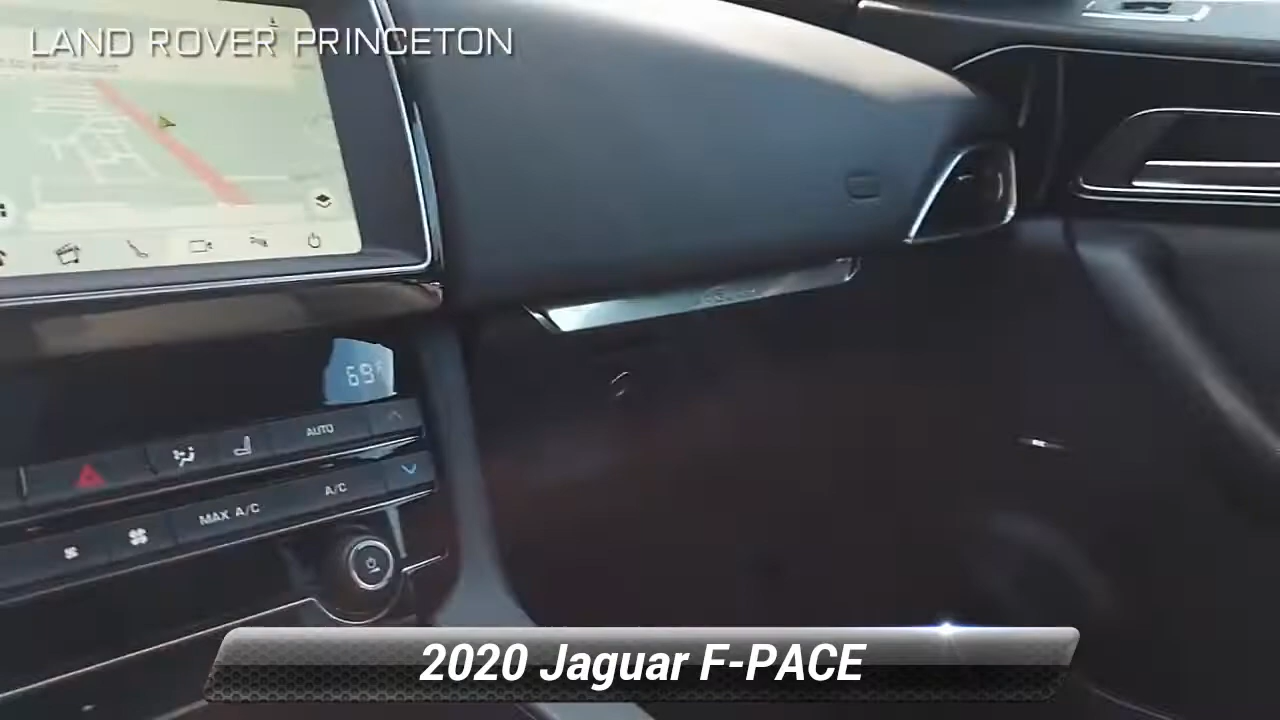 LAND ROVER PRINCETON
69°F
AUTO
A/C
MAX A/C
2020 Jaguar F-PACE